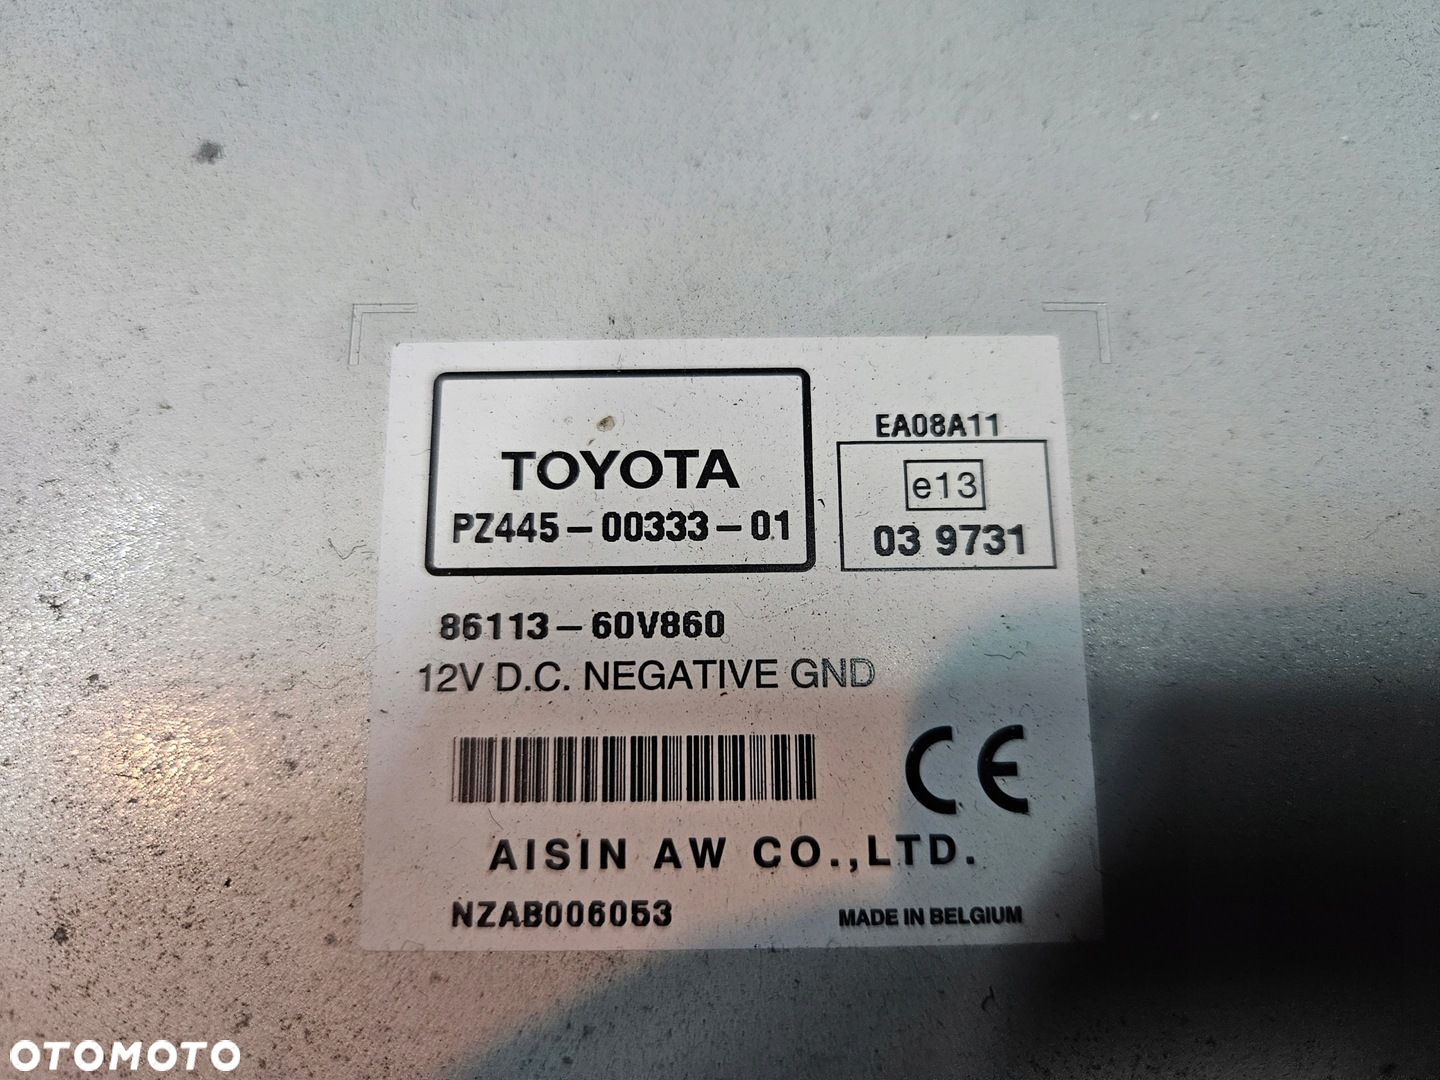 TOYOTA
PZ445-00333-01
EA08A11
e13
03 9731
86113-60V860
12V D.C. NEGATIVE GND
CE
AISIN AW CO.,LTD.
NZAB006053
MADE IN BELGIUM
OTOMOTO